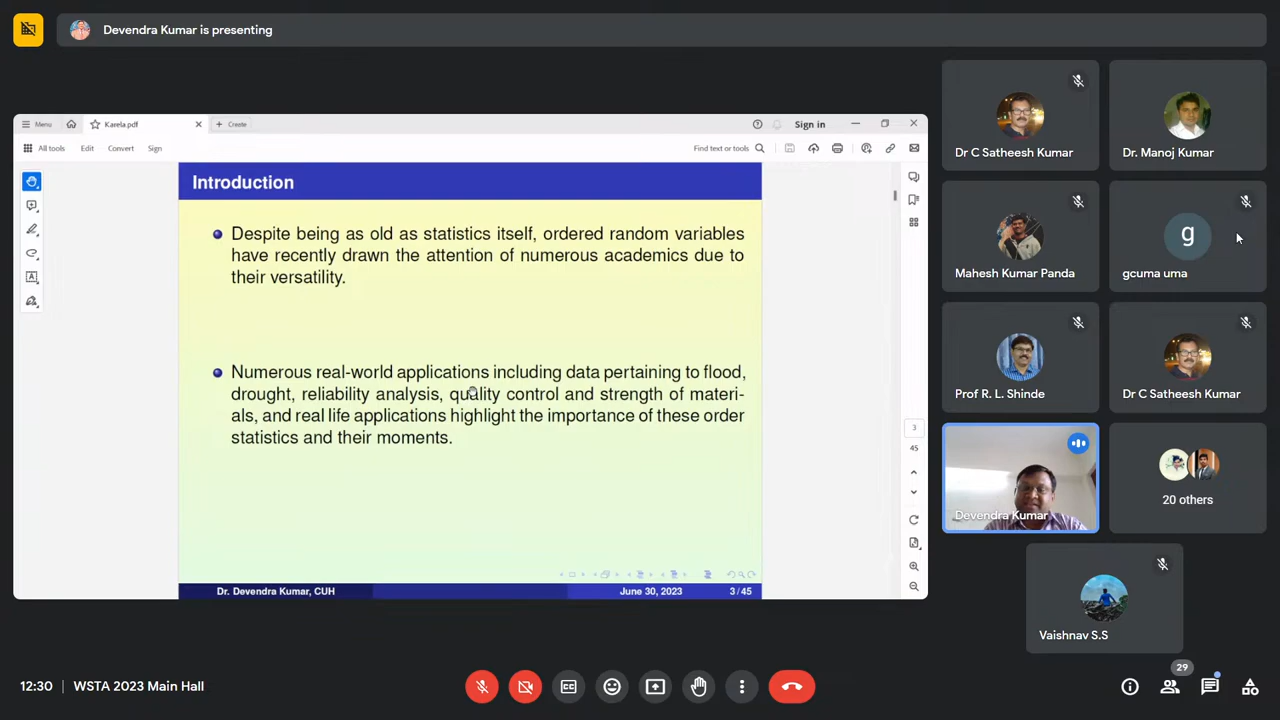 Devendra Kumar is presenting
Menu
Karela.pdf
Create
Sign in
All tools
Edit
Convert
Sign
Find text or tools
Introduction
Despite being as old as statistics itself, ordered random variables
have recently drawn the attention of numerous academics due to
their versatility.
Numerous real-world applications including data pertaining to flood,
drought, reliability analysis, quality control and strength of materi-
als, and real life applications highlight the importance of these order
statistics and their moments.
3
45
Dr. Devendra Kumar, CUH
June 30, 2023
3/45
Dr C Satheesh Kumar
Dr. Manoj Kumar
Mahesh Kumar Panda
g
gcuma uma
Prof R. L. Shinde
Dr C Satheesh Kumar
Devendra Kumar
20 others
Vaishnav S.S
12:30 | WSTA 2023 Main Hall
29